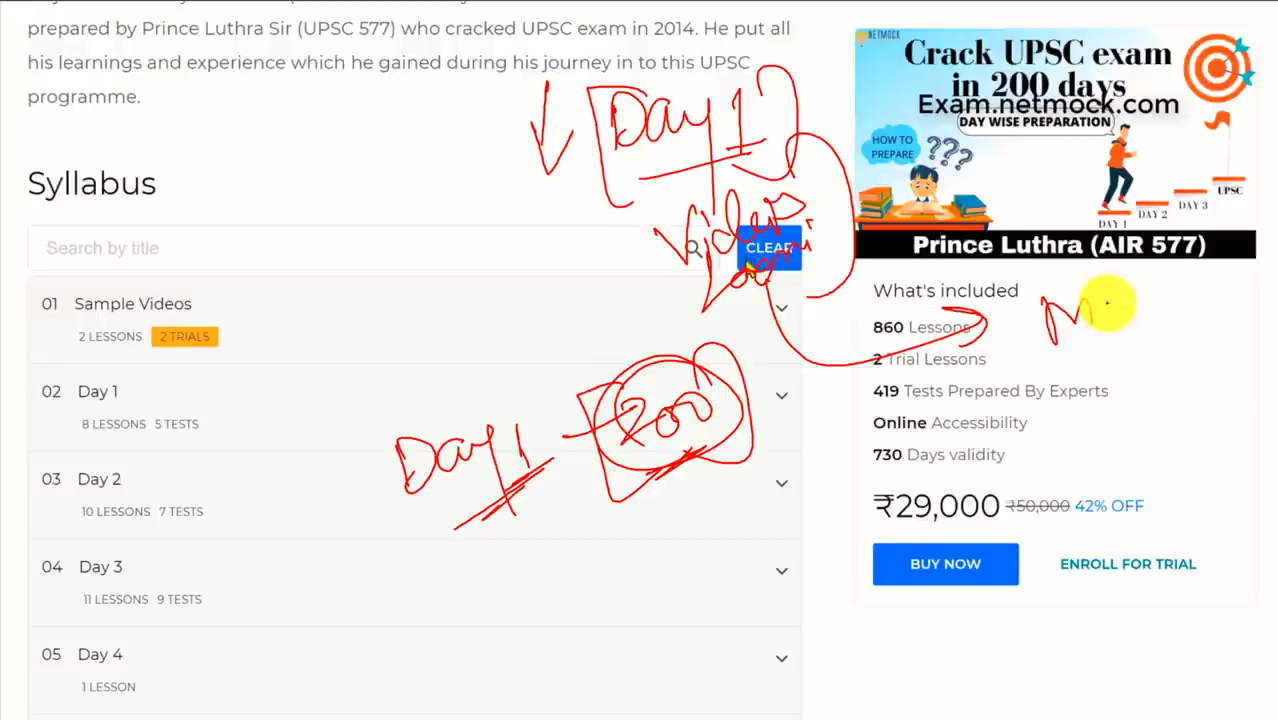 prepared by Prince Luthra Sir (UPSC 577) who cracked UPSC exam in 2014. He put all
his learnings and experience which he gained during his journey in to this UPSC
programme.
Day 1
Video
Syllabus
Search by title
CLEAR
01 Sample Videos
2 LESSONS 2 TRIALS
02 Day 1
8 LESSONS 5 TESTS
Day 1 - 200
03 Day 2
10 LESSONS 7 TESTS
04 Day 3
11 LESSONS 9 TESTS
05 Day 4
1 LESSON
NETMOCK
Crack UPSC exam
in 200 days
Exam.netmock.com
DAY WISE PREPARATION
HOW TO
PREPARE
???
DAY 1
DAY 2
DAY 3
UPSC
Prince Luthra (AIR 577)
What's included
860 Lessons
M
2 Trial Lessons
419 Tests Prepared By Experts
Online Accessibility
730 Days validity
₹29,000 ₹50,000 42% OFF
BUY NOW
ENROLL FOR TRIAL